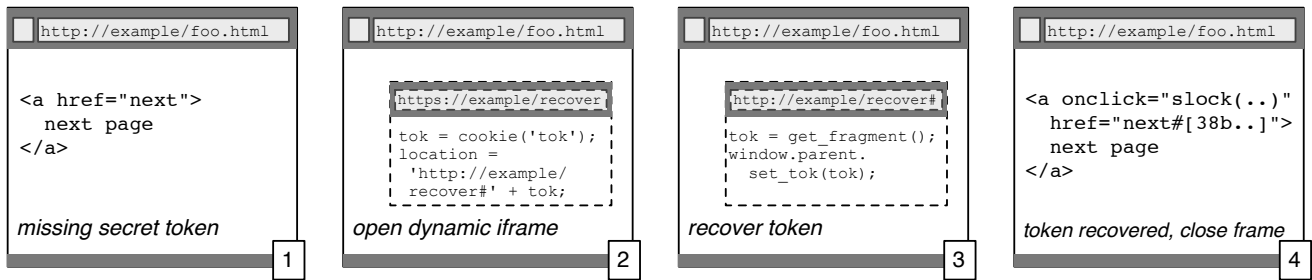 http://example/foo.html
<a href="next">
next page
</a>
missing secret token
1
http://example/foo.html
https://example/recover
tok = cookie('tok');
location =
'http://example/
recover#' + tok;
open dynamic iframe
2
http://example/foo.html
http://example/recover#
tok = get_fragment();
window.parent.
set_tok(tok);
recover token
3
http://example/foo.html
<a onclick="slock(..)"
href="next#[38b..]">
next page
</a>
token recovered, close frame
4